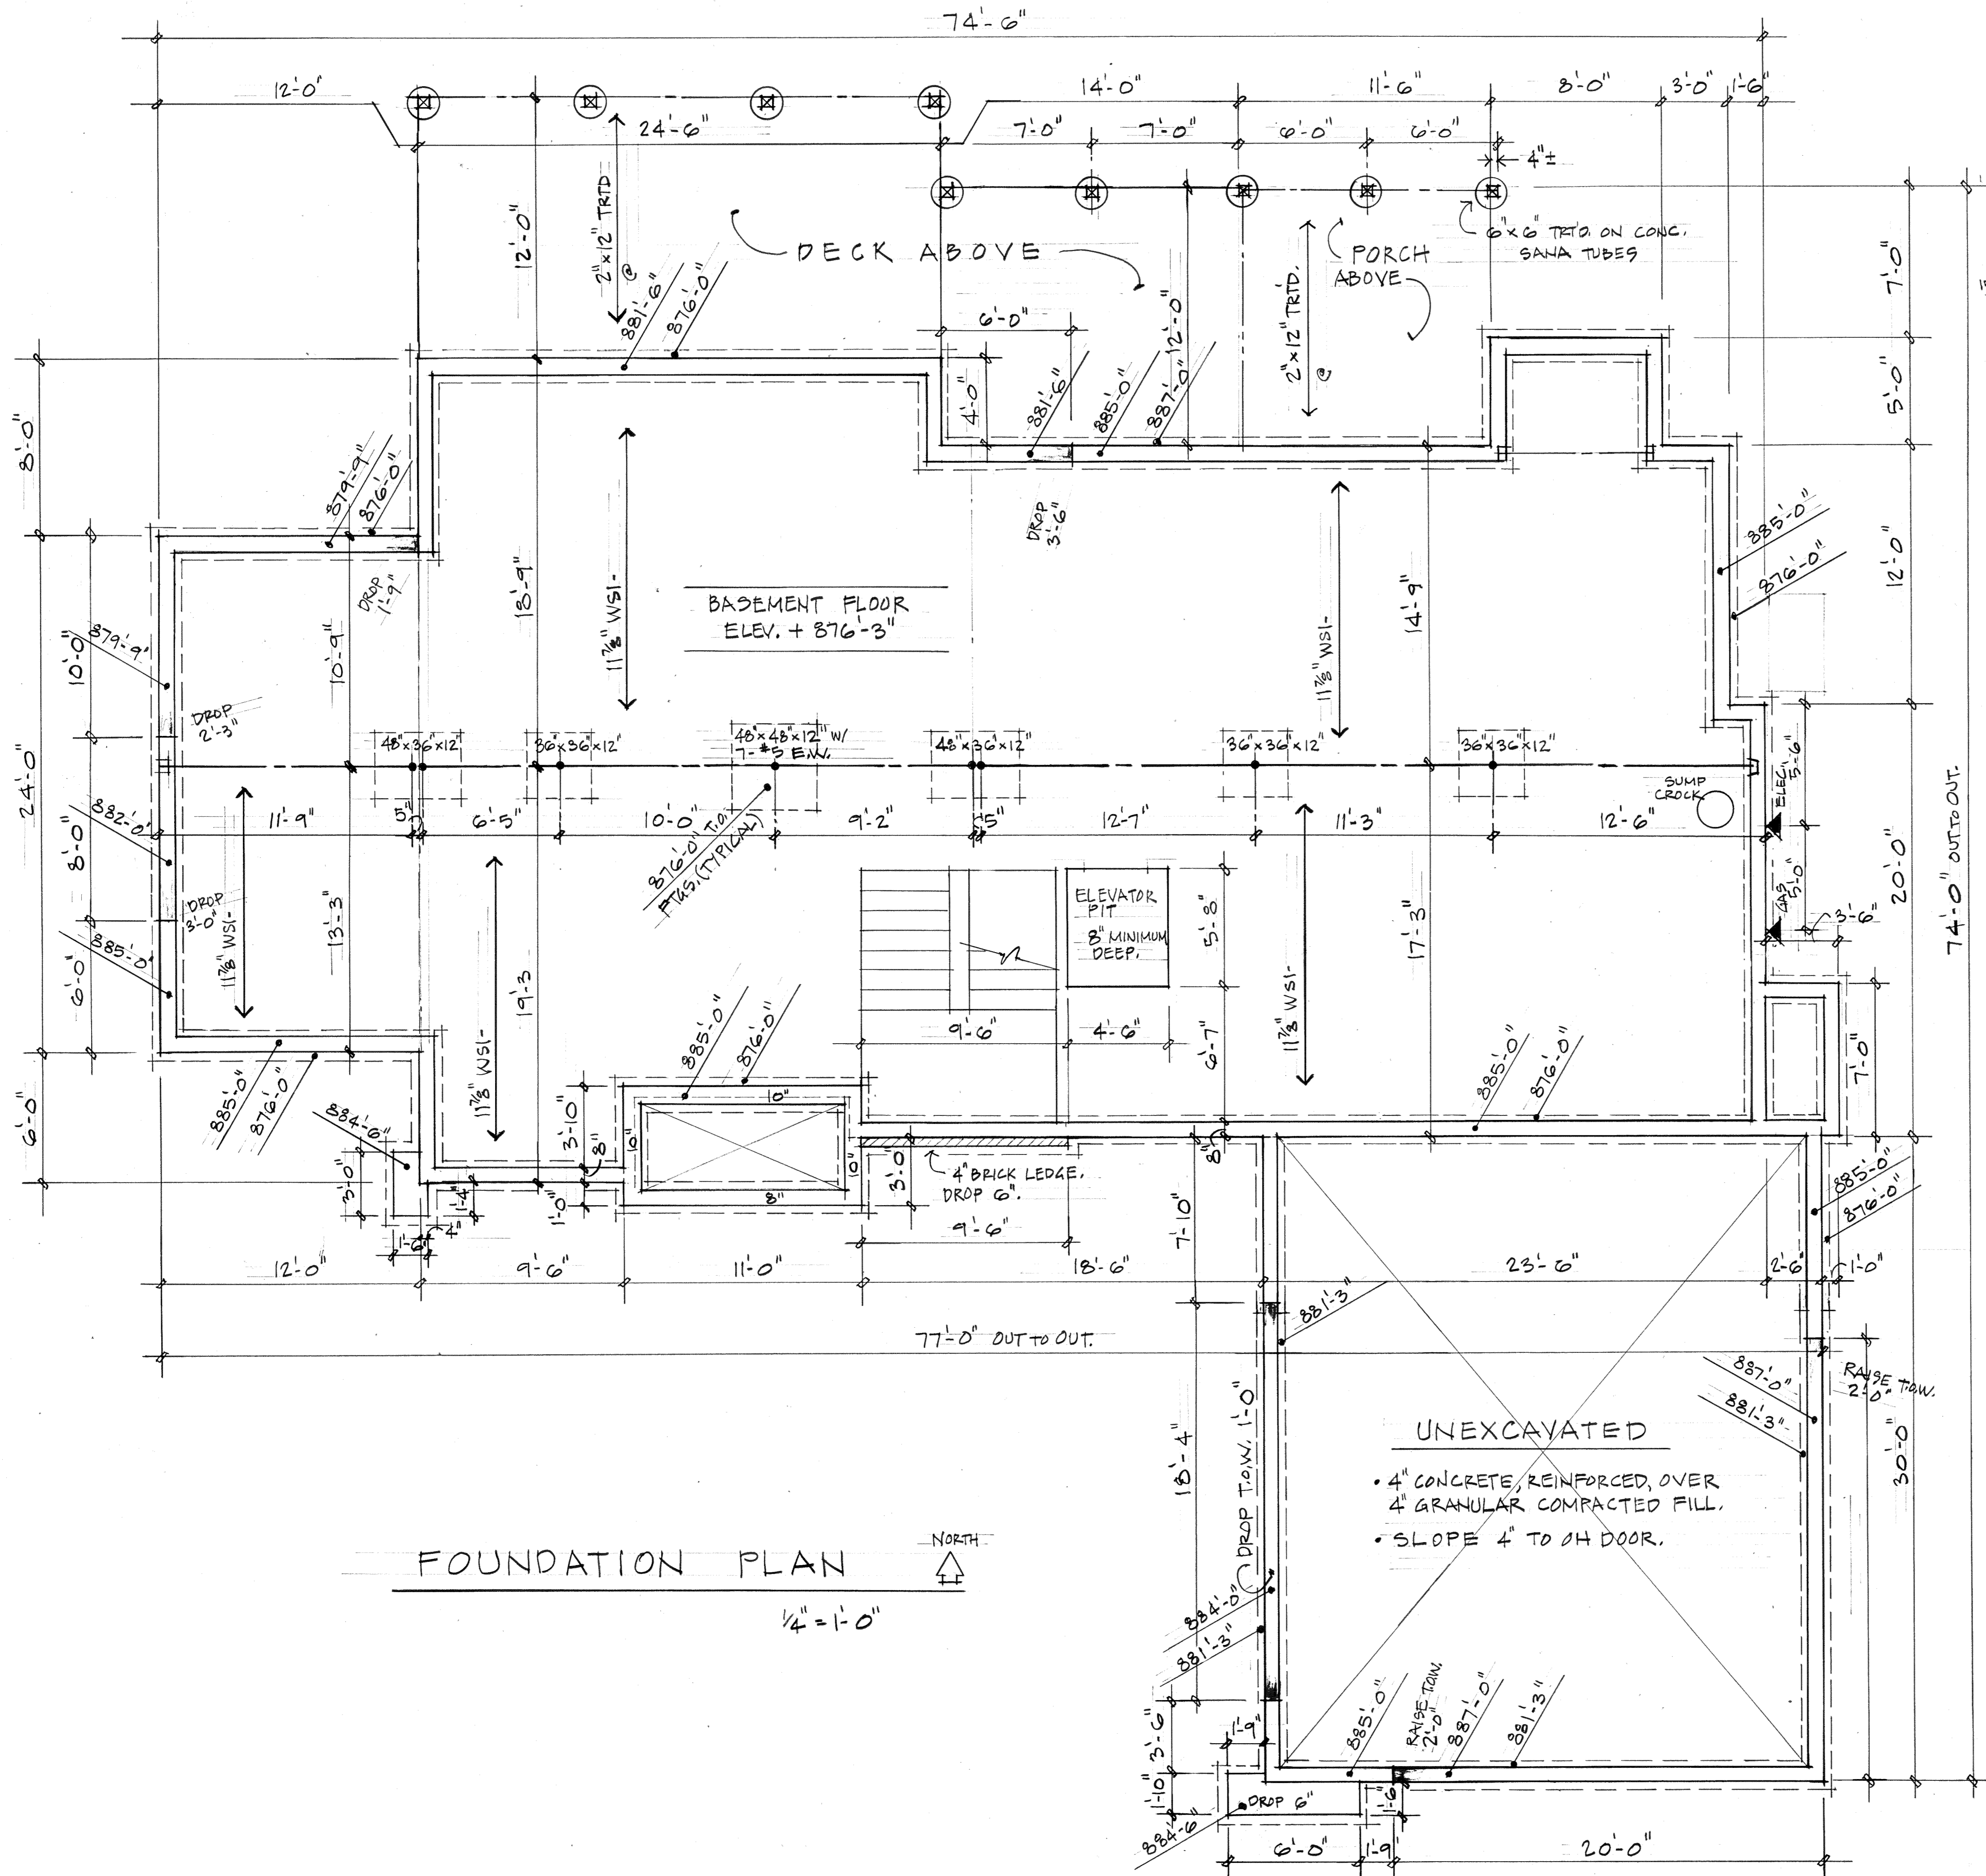 74'-6"
12'-0"
14'-0"
11'-6"
8'-0"
3'-0"
1'-6"
24'-6"
7'-0"
7'-0"
6'-0"
6'-0"
4"±
12'-0"
2"x12" TRTD
@
DECK ABOVE
12'-0"
2"x12" TRTD.
@
PORCH
ABOVE
6"x6" TRTD. ON CONC.
SANA TUBES
7'-0"
881'-6"
876'-0"
6'-0"
4'-0"
881'-6"
885'-0"
887'-0"
5'-0"
8'-0"
879'-9"
876'-0"
DROP
1'-9"
18'-9"
11⅞" WSI-
DROP
3'-6"
14'-9"
11⅞" WSI-
885'-0"
876'-0"
12'-0"
BASEMENT FLOOR
ELEV. + 876'-3"
10'-0"
879'-9"
10'-9"
DROP
2'-3"
24'-0"
48"x36"x12"
36"x36"x12"
48"x48"x12" W/
7-#5 E.W.
48"x36"x12"
36"x36"x12"
36"x36"x12"
SUMP
CROCK
ELEC.
5'-6"
882'-0"
8'-0"
11'-9"
5"
6'-5"
10'-0"
9'-2"
5"
12'-7"
11'-3"
12'-6"
876'-0" T.O.
FTGS. (TYPICAL)
20'-0"
74'-0" OUT TO OUT.
DROP
3'-0"
11⅞" WSI-
13'-3"
885'-0"
6'-0"
19'-3
ELEVATOR
PIT
8" MINIMUM
DEEP.
5'-8"
17'-3"
GAS
5'-0"
3'-6"
9'-6"
4'-6"
6'-7"
11⅞" WSI-
885'-0"
876'-0"
7'-0"
885'-0"
876'-0"
885'-0"
876'-0"
11⅞" WSI-
6'-0"
884'-6"
3'-0"
3'-10"
8"
10"
10"
10"
8"
3'-0"
4" BRICK LEDGE.
DROP 6".
8"
1'-4"
1'-0"
4"
1'-6"
9'-6"
7'-10"
885'-0"
876'-0"
12'-0"
9'-6"
11'-0"
18'-6"
23'-6"
2'-6"
1'-0"
881'-3"
77'-0" OUT TO OUT.
887'-0"
881'-3"
RAISE T.O.W.
2'-0"
18'-4"
DROP T.O.W. 1'-0"
UNEXCAVATED
• 4" CONCRETE, REINFORCED, OVER
4" GRANULAR COMPACTED FILL.
• SLOPE 4" TO OH DOOR.
30'-0"
FOUNDATION PLAN
NORTH
¼" = 1'-0"
884'-0"
881'-3"
885'-0"
RAISE T.O.W.
2'-0"
887'-0"
881'-3"
1'-9"
3'-6"
1'-10"
DROP 6"
884'-6"
1'-6"
6'-0"
1'-9"
20'-0"